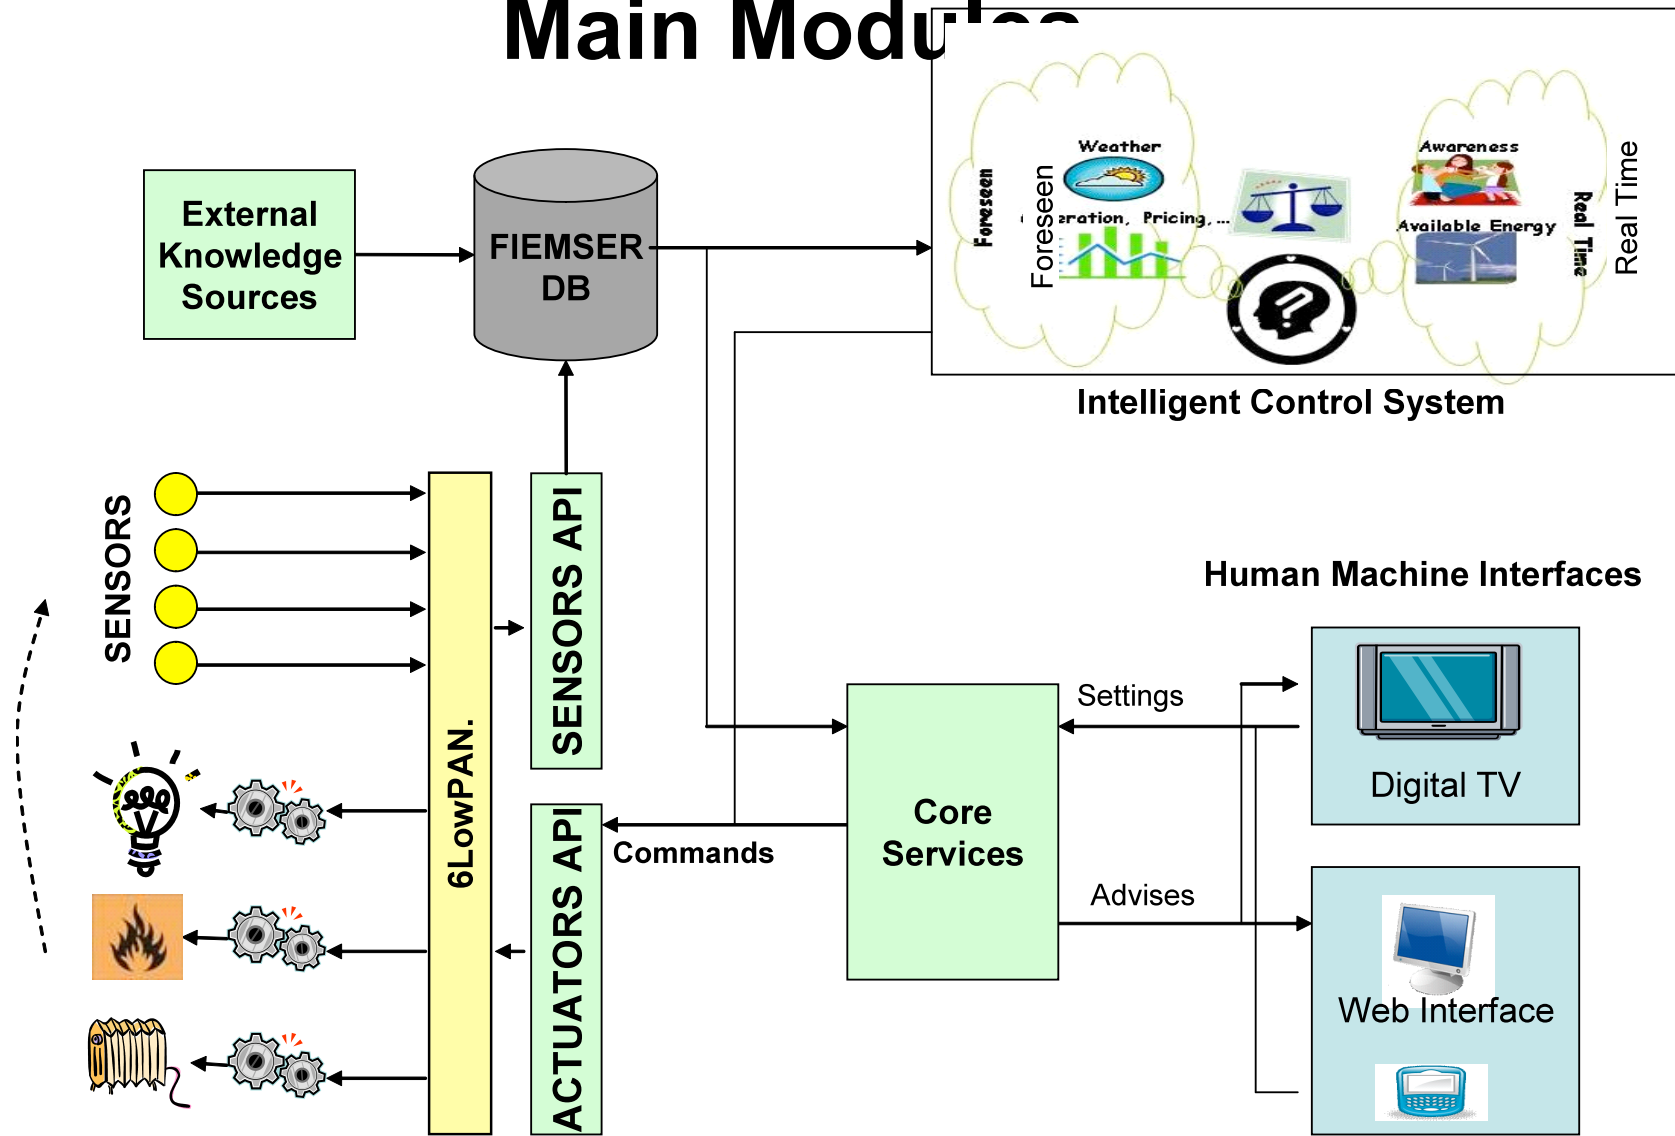 Main Modules
External
Knowledge
Sources
FIEMSER
DB
Foreseen
Foreseen
Weather
eration, Pricing,...
Awareness
Available Energy
Real Time
Real Time
Intelligent Control System
SENSORS
6LowPAN.
SENSORS API
ACTUATORS API
Commands
Core
Services
Settings
Advises
Human Machine Interfaces
Digital TV
Web Interface